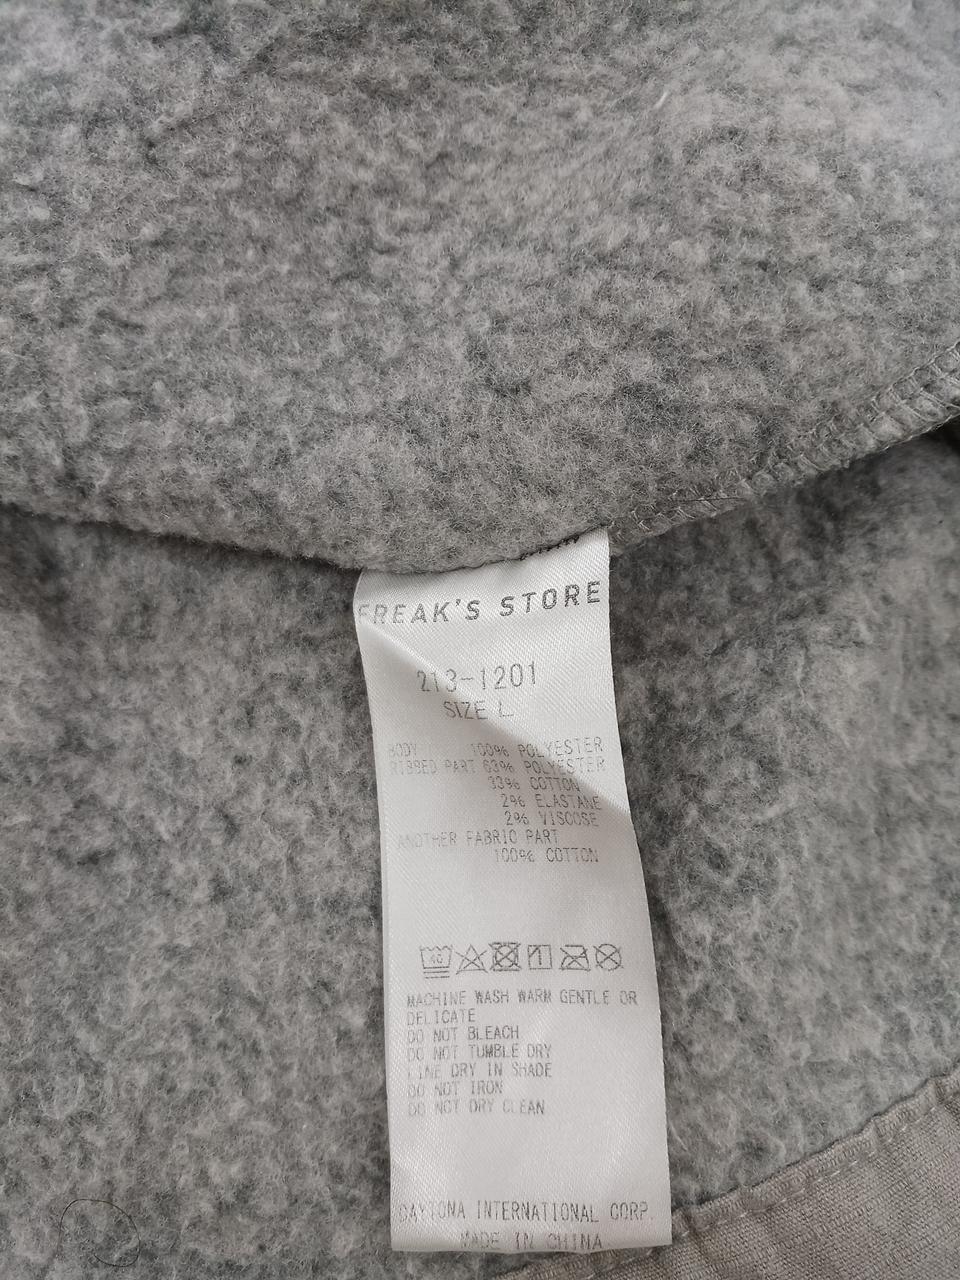 FREAK'S STORE
213-1201
SIZE L
BODY 100% POLYESTER
RIBBED PART 63% POLYESTER
33% COTTON
2% ELASTANE
2% VISCOSE
ANOTHER FABRIC PART
100% COTTON
40
MACHINE WASH WARM GENTLE OR
DELICATE
DO NOT BLEACH
DO NOT TUMBLE DRY
LINE DRY IN SHADE
DO NOT IRON
DO NOT DRY CLEAN
DAYTONA INTERNATIONAL CORP.
MADE IN CHINA